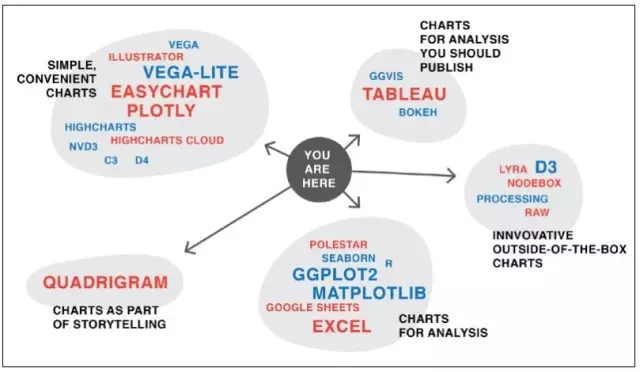 SIMPLE,
CONVENIENT
CHARTS
VEGA
ILLUSTRATOR
VEGA-LITE
EASYCHART
PLOTLY
HIGHCHARTS
HIGHCHARTS CLOUD
NVD3
C3
D4
CHARTS
FOR ANALYSIS
YOU SHOULD
PUBLISH
GGVIS
TABLEAU
BOKEH
YOU
ARE
HERE
LYRA
D3
NODEBOX
PROCESSING
RAW
INNVOVATIVE
OUTSIDE-OF-THE-BOX
CHARTS
QUADRIGRAM
CHARTS AS PART
OF STORYTELLING
POLESTAR
SEABORN
R
GGPLOT2
MATPLOTLIB
GOOGLE SHEETS
EXCEL
CHARTS
FOR ANALYSIS